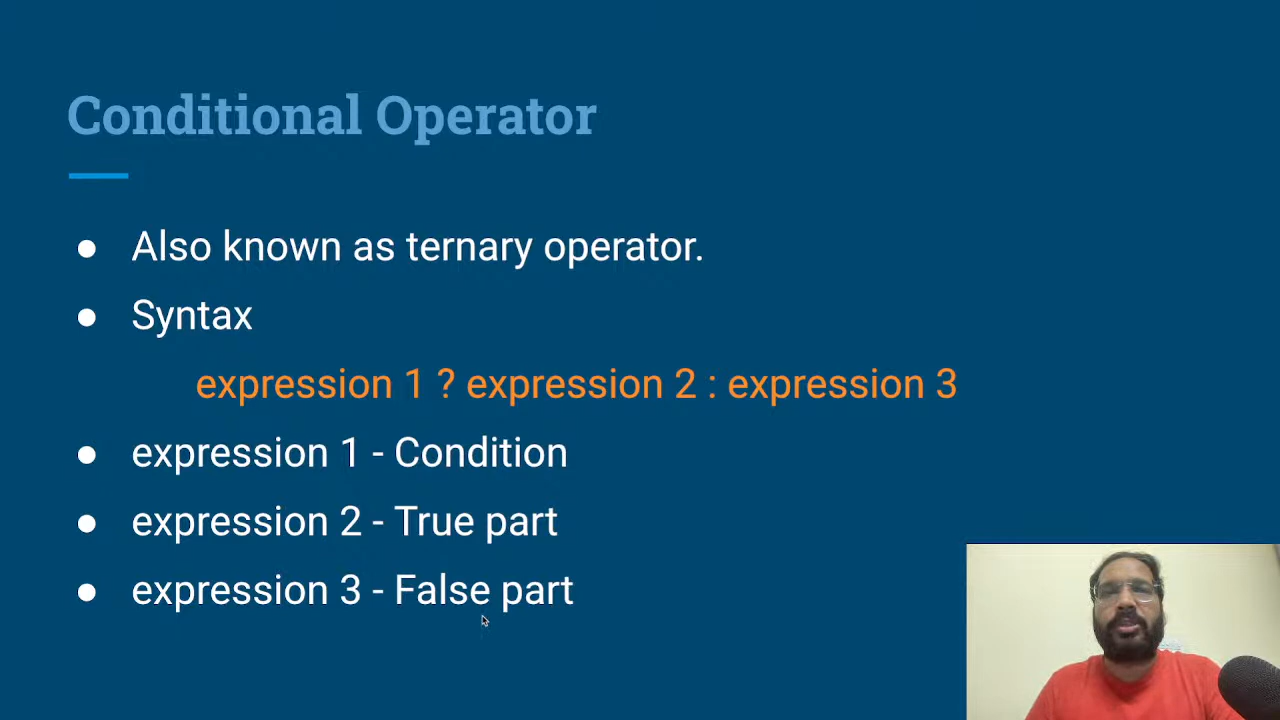 Conditional Operator
● Also known as ternary operator.
● Syntax
expression 1 ? expression 2 : expression 3
● expression 1 - Condition
● expression 2 - True part
● expression 3 - False part